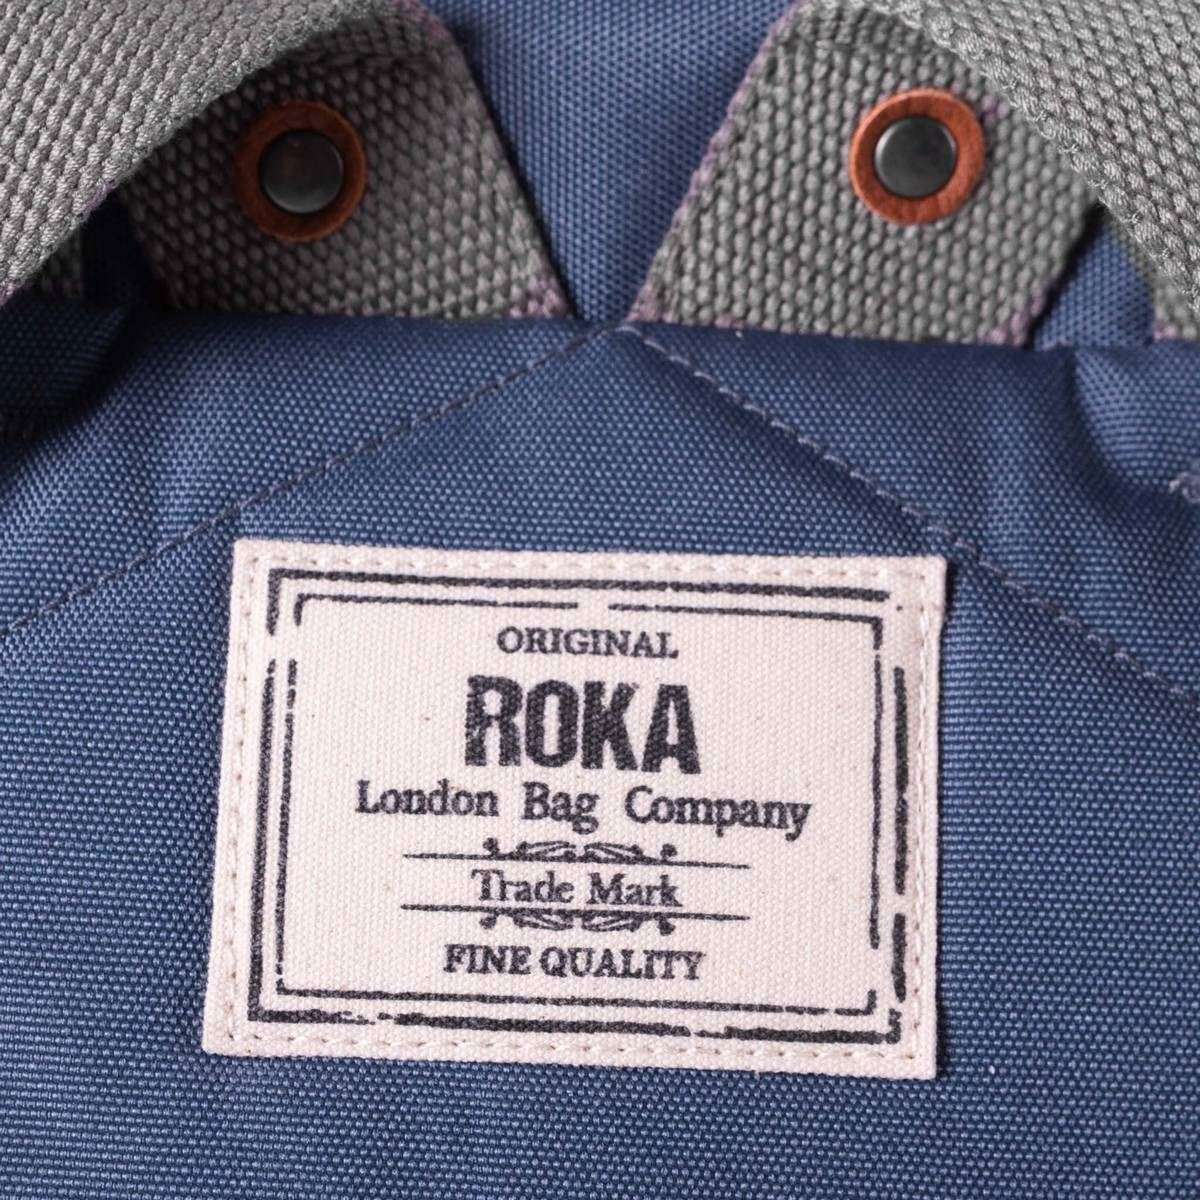 ORIGINAL
ROKA
London Bag Company
Trade Mark
FINE QUALITY